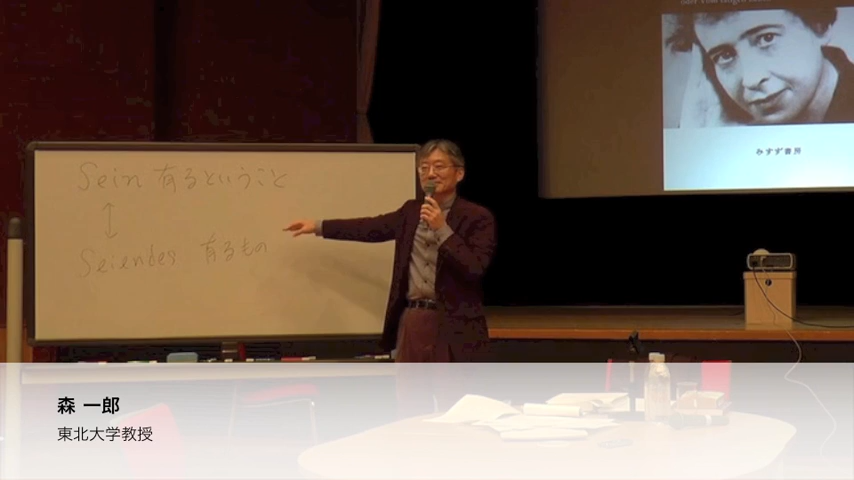 Sein 有るということ
Seiendes 有るもの
みすず書房
森 一郎
東北大学教授